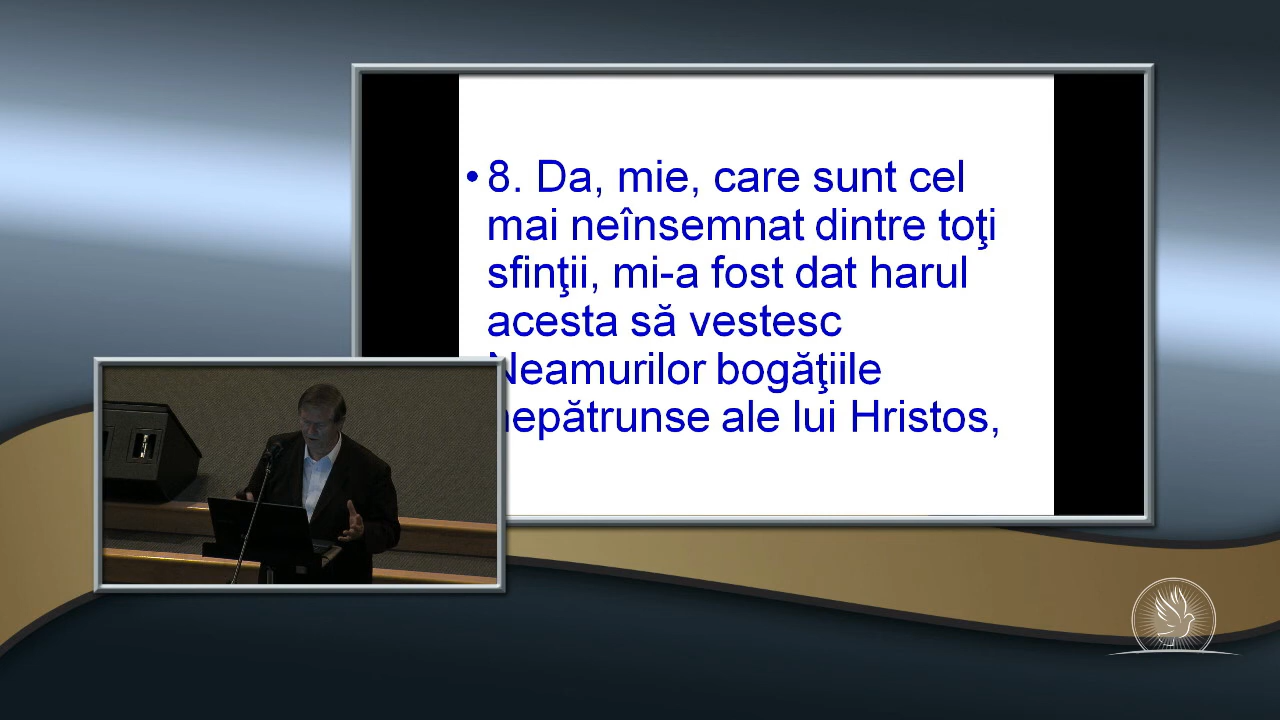 • 8. Da, mie, care sunt cel
mai neînsemnat dintre toţi
sfinţii, mi-a fost dat harul
acesta să vestesc
Neamurilor bogăţiile
nepătrunse ale lui Hristos,